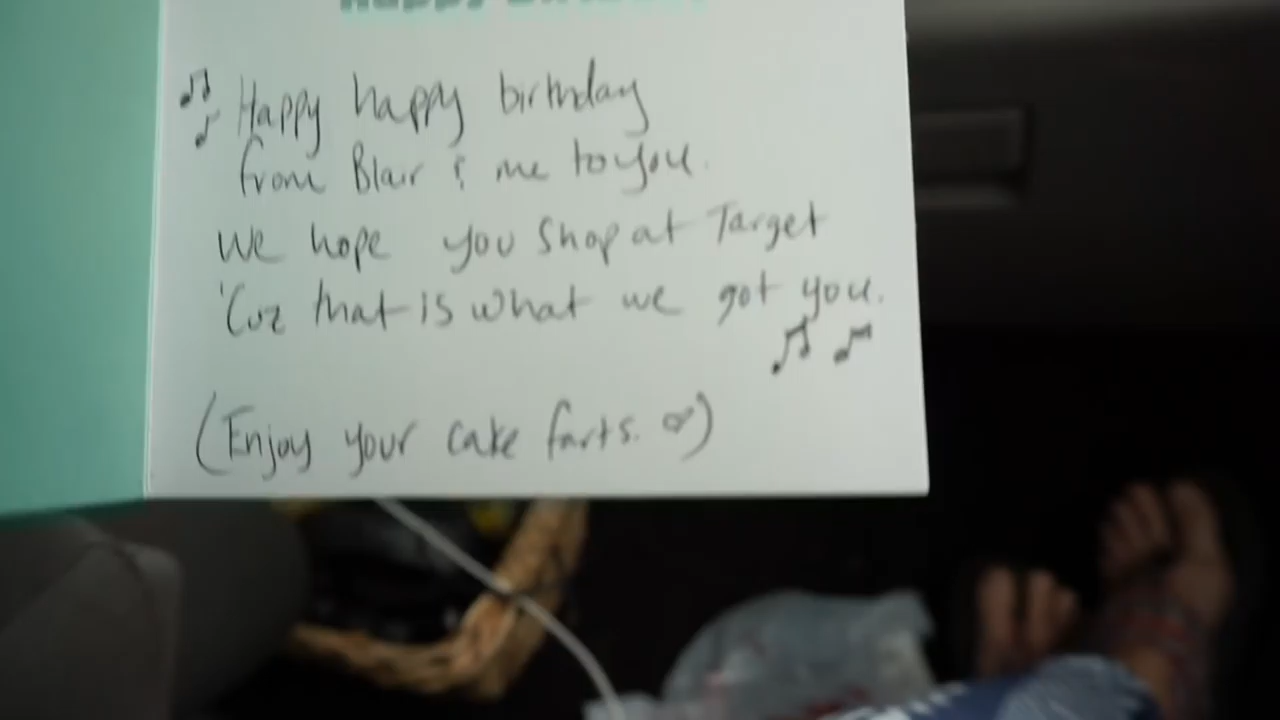 Happy happy birthday
from Blair & me to you.
We hope you shop at Target
'Cuz that is what we got you.
(Enjoy your cake farts. ♡)